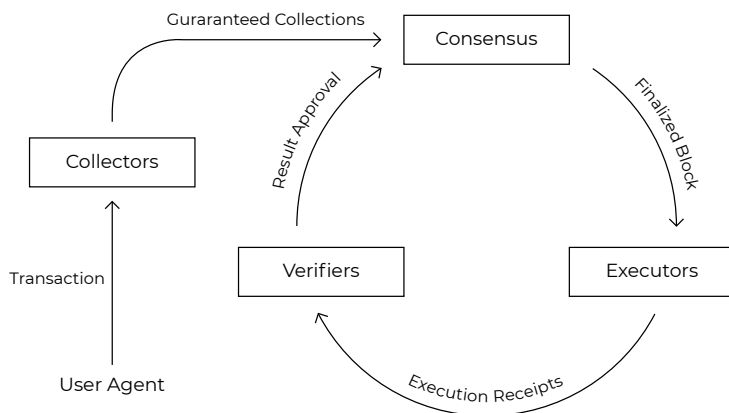 Guraranteed Collections
Consensus
Result Approval
Finalized Block
Collectors
Transaction
Verifiers
Executors
User Agent
Execution Receipts